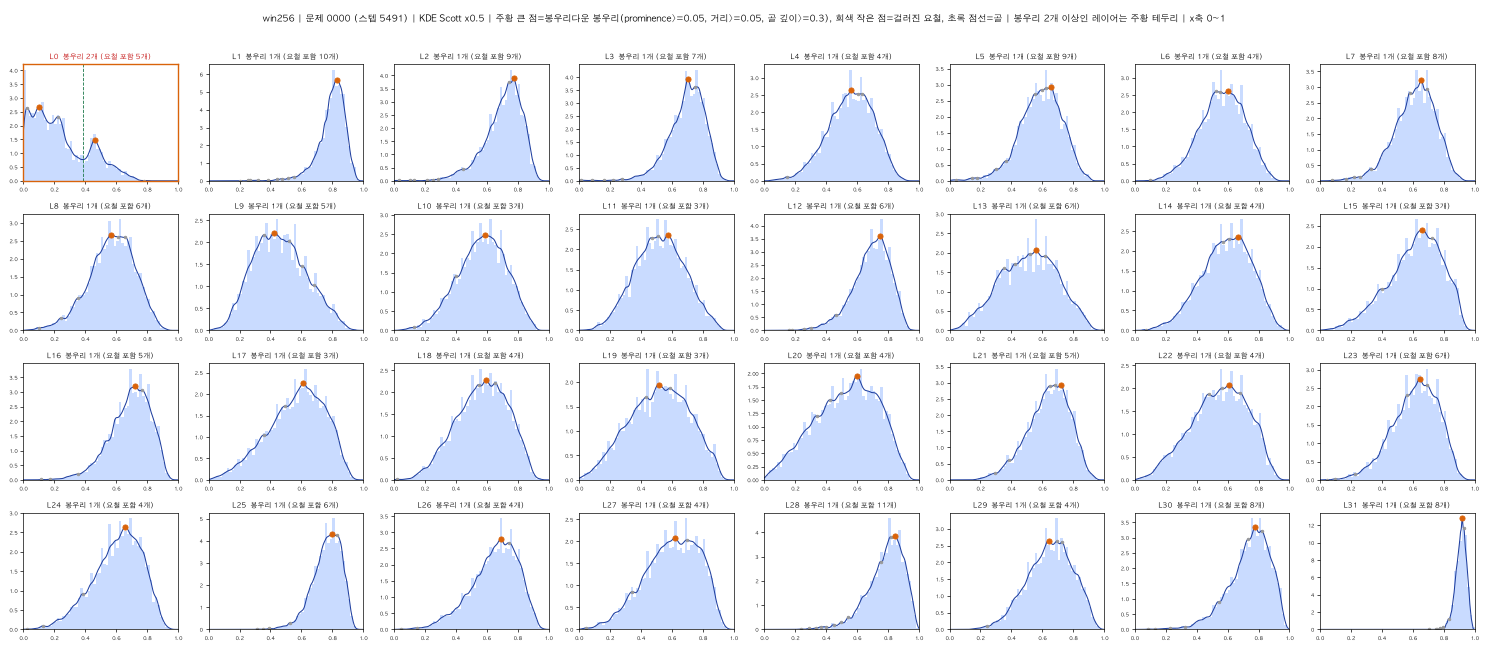 win256 | 문제 0000 (스텝 5491) | KDE Scott x0.5 | 주황 큰 점=봉우리다운 봉우리(prominence>=0.05, 거리>=0.05, 골 깊이>=0.3), 회색 작은 점=걸러진 요철, 초록 점선=골 | 봉우리 2개 이상인 레이어는 주황 테두리 | x축 0~1
L0 봉우리 2개 (요철 포함 5개)
L1 봉우리 1개 (요철 포함 10개)
L2 봉우리 1개 (요철 포함 9개)
L3 봉우리 1개 (요철 포함 7개)
L4 봉우리 1개 (요철 포함 4개)
L5 봉우리 1개 (요철 포함 9개)
L6 봉우리 1개 (요철 포함 4개)
L7 봉우리 1개 (요철 포함 8개)
L8 봉우리 1개 (요철 포함 6개)
L9 봉우리 1개 (요철 포함 5개)
L10 봉우리 1개 (요철 포함 3개)
L11 봉우리 1개 (요철 포함 3개)
L12 봉우리 1개 (요철 포함 6개)
L13 봉우리 1개 (요철 포함 6개)
L14 봉우리 1개 (요철 포함 4개)
L15 봉우리 1개 (요철 포함 3개)
L16 봉우리 1개 (요철 포함 5개)
L17 봉우리 1개 (요철 포함 3개)
L18 봉우리 1개 (요철 포함 4개)
L19 봉우리 1개 (요철 포함 3개)
L20 봉우리 1개 (요철 포함 4개)
L21 봉우리 1개 (요철 포함 5개)
L22 봉우리 1개 (요철 포함 4개)
L23 봉우리 1개 (요철 포함 6개)
L24 봉우리 1개 (요철 포함 4개)
L25 봉우리 1개 (요철 포함 6개)
L26 봉우리 1개 (요철 포함 4개)
L27 봉우리 1개 (요철 포함 4개)
L28 봉우리 1개 (요철 포함 11개)
L29 봉우리 1개 (요철 포함 4개)
L30 봉우리 1개 (요철 포함 8개)
L31 봉우리 1개 (요철 포함 8개)